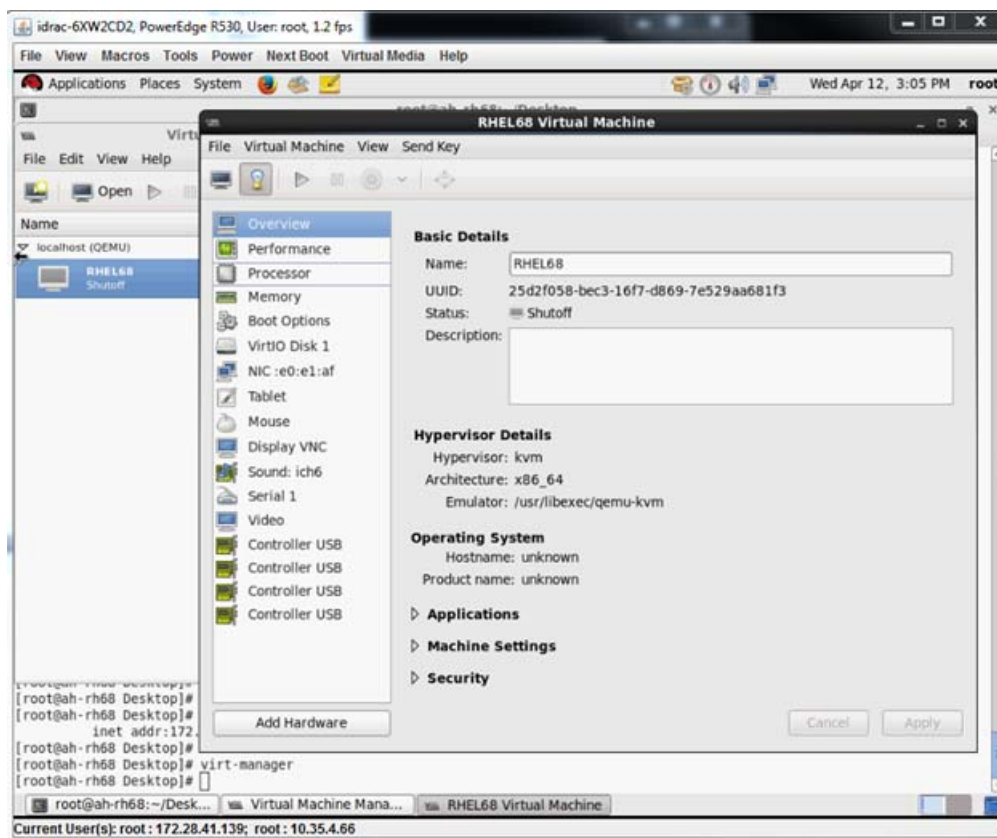 idrac-6XW2CD2, PowerEdge R530, User: root, 1.2 fps
File View Macros Tools Power Next Boot Virtual Media Help
Applications Places System
Wed Apr 12, 3:05 PM root
RHEL68 Virtual Machine
File Edit View Help
Open
Name
localhost (QEMU)
RHEL68
Shutoff
File Virtual Machine View Send Key
Overview
Performance
Processor
Memory
Boot Options
VirtIO Disk 1
NIC :e0:e1:af
Tablet
Mouse
Display VNC
Sound: ich6
Serial 1
Video
Controller USB
Controller USB
Controller USB
Controller USB
Add Hardware
Basic Details
Name: RHEL68
UUID: 25d2f058-bec3-16f7-d869-7e529aa681f3
Status: Shutoff
Description:
Hypervisor Details
Hypervisor: kvm
Architecture: x86_64
Emulator: /usr/libexec/qemu-kvm
Operating System
Hostname: unknown
Product name: unknown
Applications
Machine Settings
Security
Cancel Apply
[root@ah-rh68 Desktop]#
[root@ah-rh68 Desktop]#
inet addr:172.
[root@ah-rh68 Desktop]#
[root@ah-rh68 Desktop]# virt-manager
[root@ah-rh68 Desktop]#
root@ah-rh68:~/Desk... Virtual Machine Mana... RHEL68 Virtual Machine
Current User(s): root : 172.28.41.139; root : 10.35.4.66